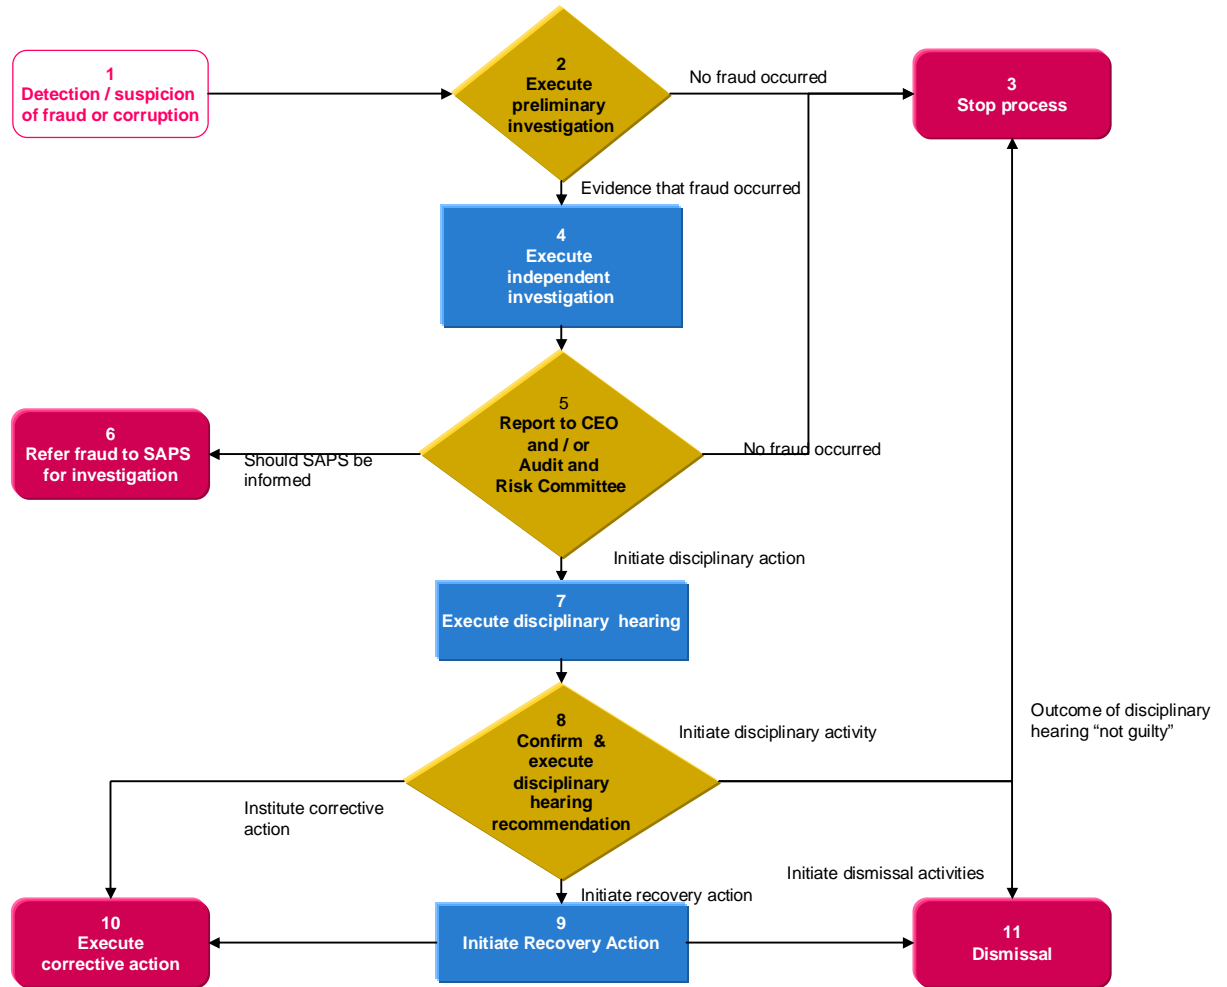 1
Detection / suspicion
of fraud or corruption
2
Execute
preliminary
investigation
No fraud occurred
3
Stop process
Evidence that fraud occurred
4
Execute
independent
investigation
5
Report to CEO
and / or
Audit and
Risk Committee
No fraud occurred
6
Refer fraud to SAPS
for investigation
Should SAPS be
informed
Initiate disciplinary action
7
Execute disciplinary hearing
8
Confirm &
execute
disciplinary
hearing
recommendation
Initiate disciplinary activity
Outcome of disciplinary
hearing “not guilty”
Institute corrective
action
Initiate dismissal activities
Initiate recovery action
9
Initiate Recovery Action
10
Execute
corrective action
11
Dismissal